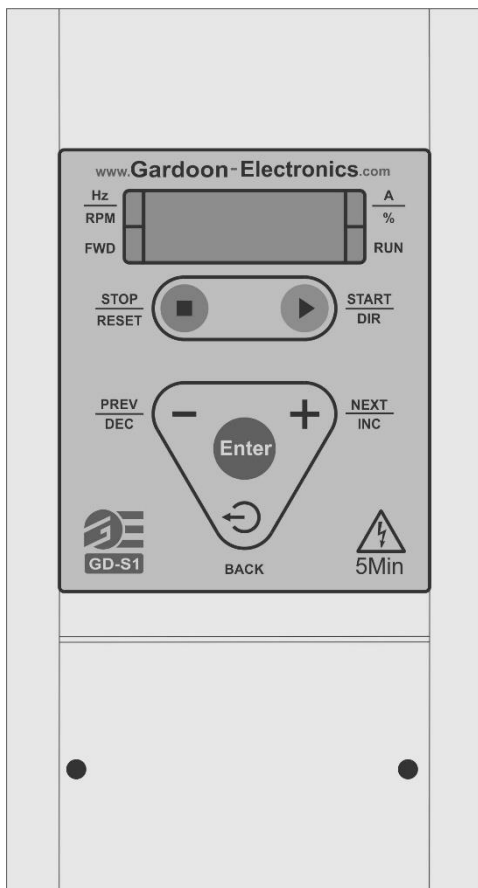 www.Gardoon-Electronics.com
Hz
RPM
FWD
A
%
RUN
STOP
RESET
START
DIR
PREV
DEC
NEXT
INC
Enter
BACK
GD-S1
5Min